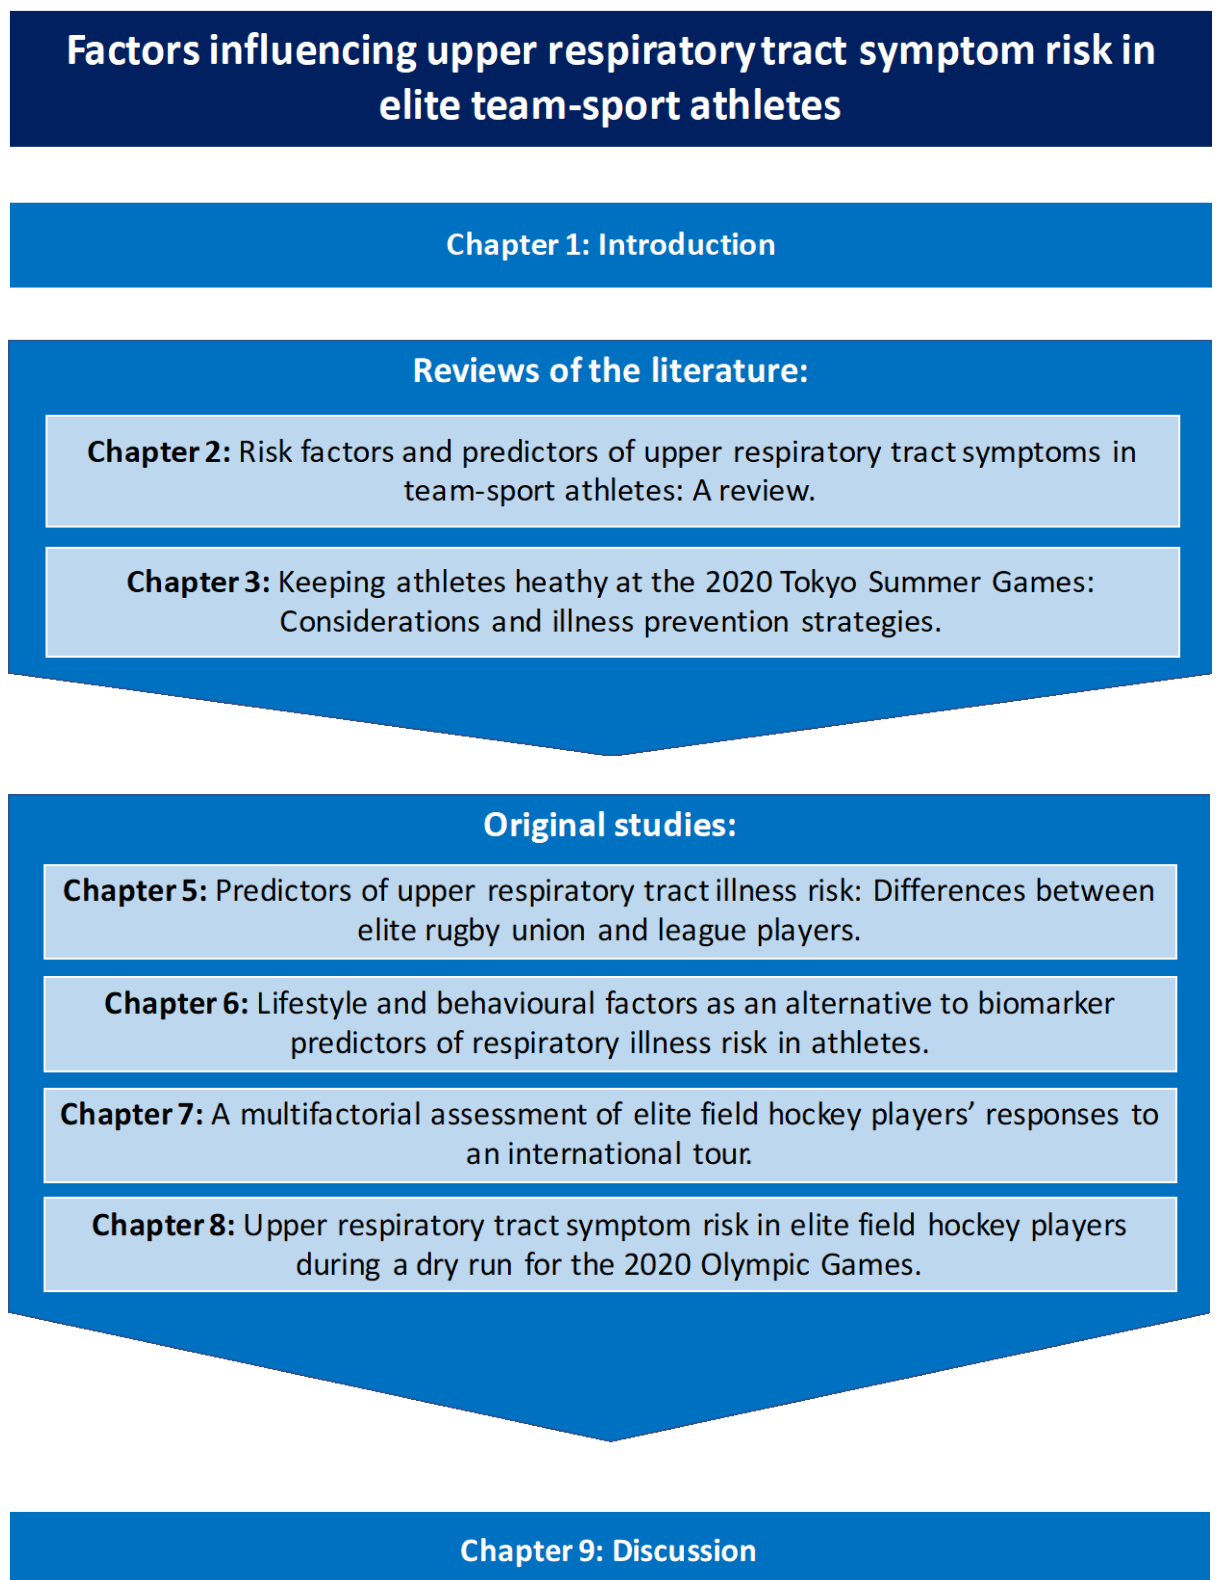 Factors influencing upper respiratory tract symptom risk in
elite team-sport athletes
Chapter 1: Introduction
Reviews of the literature:
Chapter 2: Risk factors and predictors of upper respiratory tract symptoms in
team-sport athletes: A review.
Chapter 3: Keeping athletes heathy at the 2020 Tokyo Summer Games:
Considerations and illness prevention strategies.
Original studies:
Chapter 5: Predictors of upper respiratory tract illness risk: Differences between
elite rugby union and league players.
Chapter 6: Lifestyle and behavioural factors as an alternative to biomarker
predictors of respiratory illness risk in athletes.
Chapter 7: A multifactorial assessment of elite field hockey players’ responses to
an international tour.
Chapter 8: Upper respiratory tract symptom risk in elite field hockey players
during a dry run for the 2020 Olympic Games.
Chapter 9: Discussion